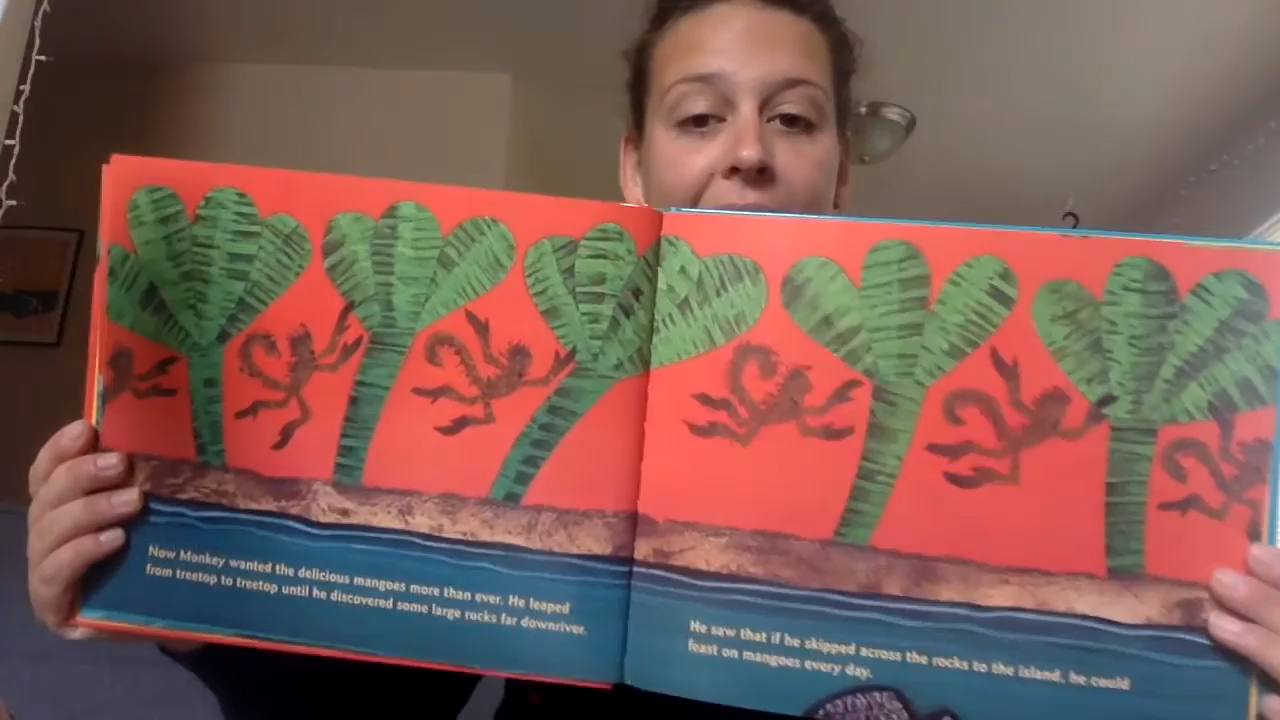 Now Monkey wanted the delicious mangoes more than ever. He leaped
from treetop to treetop until he discovered some large rocks far downriver.
He saw that if he skipped across the rocks to the island, he could
feast on mangoes every day.